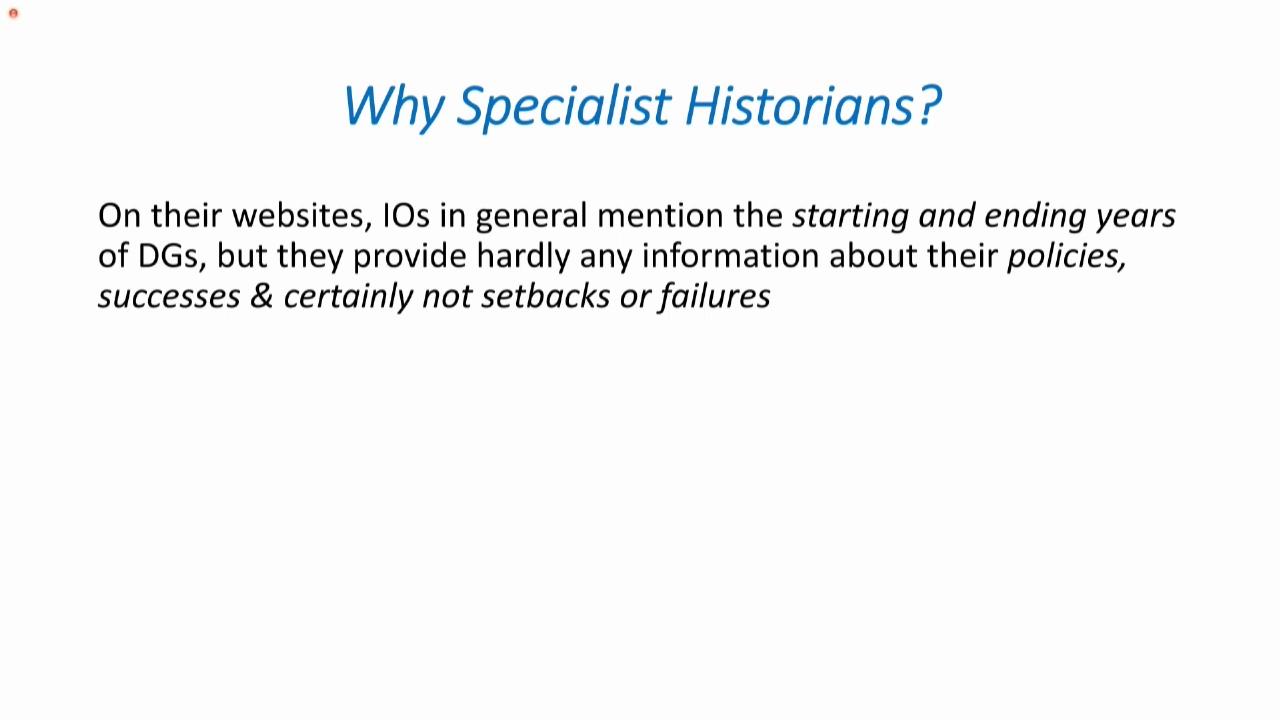 Why Specialist Historians?
On their websites, IOs in general mention the starting and ending years
of DGs, but they provide hardly any information about their policies,
successes & certainly not setbacks or failures